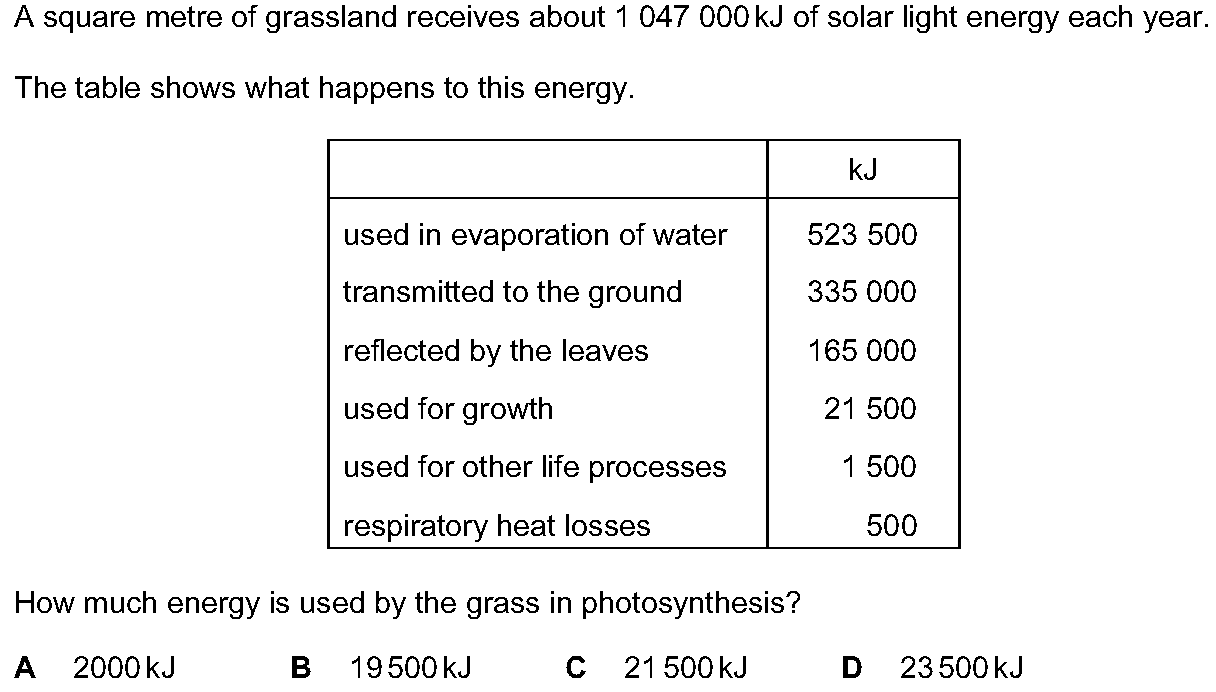 A square metre of grassland receives about 1 047 000 kJ of solar light energy each year.
The table shows what happens to this energy.
kJ
used in evaporation of water 523 500
transmitted to the ground 335 000
reflected by the leaves 165 000
used for growth 21 500
used for other life processes 1 500
respiratory heat losses 500
How much energy is used by the grass in photosynthesis?
A 2000 kJ B 19 500 kJ C 21 500 kJ D 23 500 kJ